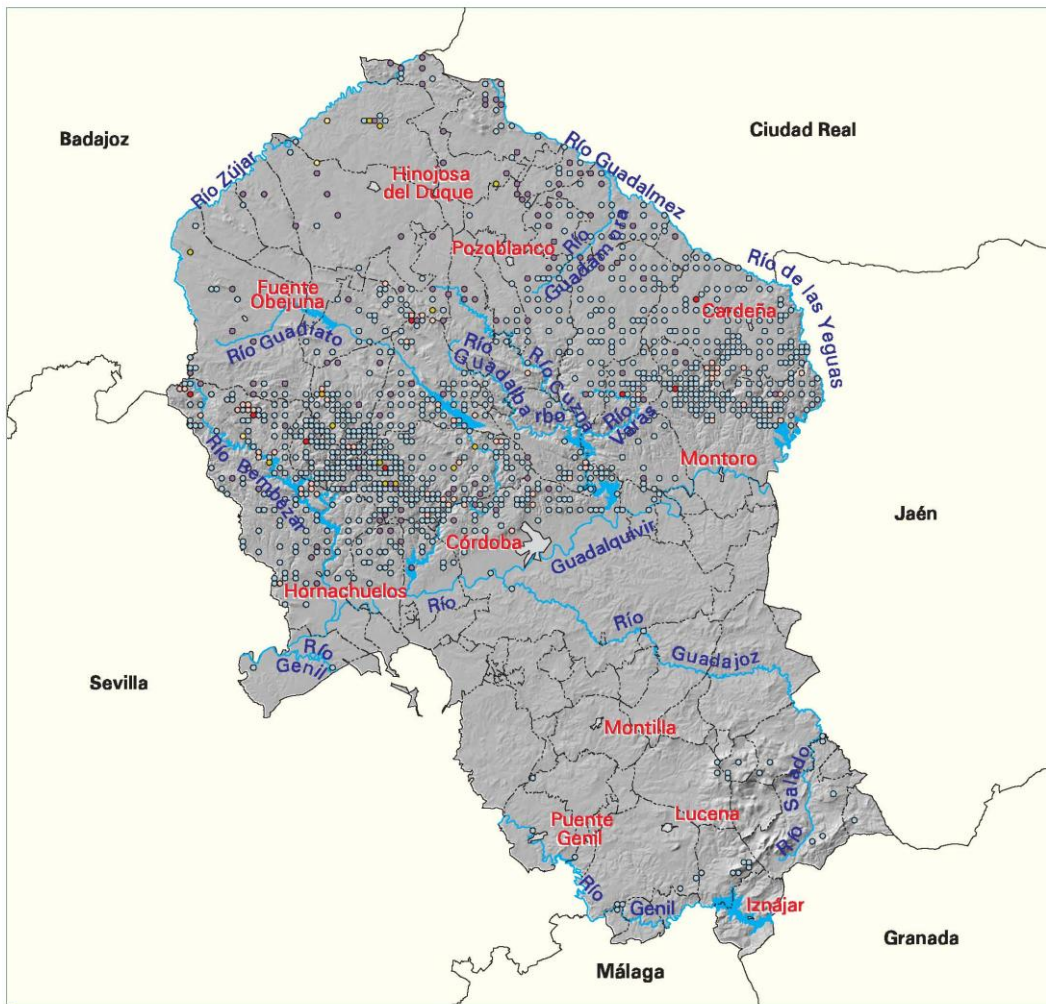 Badajoz
Ciudad Real
Río Zújar
Hinojosa
del Duque
Río Guadalmez
Pozoblanco
Río
Guadamora
Río de las Yeguas
Fuente
Obejuna
Cardeña
Río Guadiato
Río
Guadalbarbo
Río Cuzna
Río
Varas
Montoro
Río Bembézar
Jaén
Córdoba
Guadalquivir
Hornachuelos
Río
Río
Guadajoz
Río
Genil
Sevilla
Montilla
Río Salado
Puente
Genil
Lucena
Río
Genil
Iznájar
Granada
Málaga